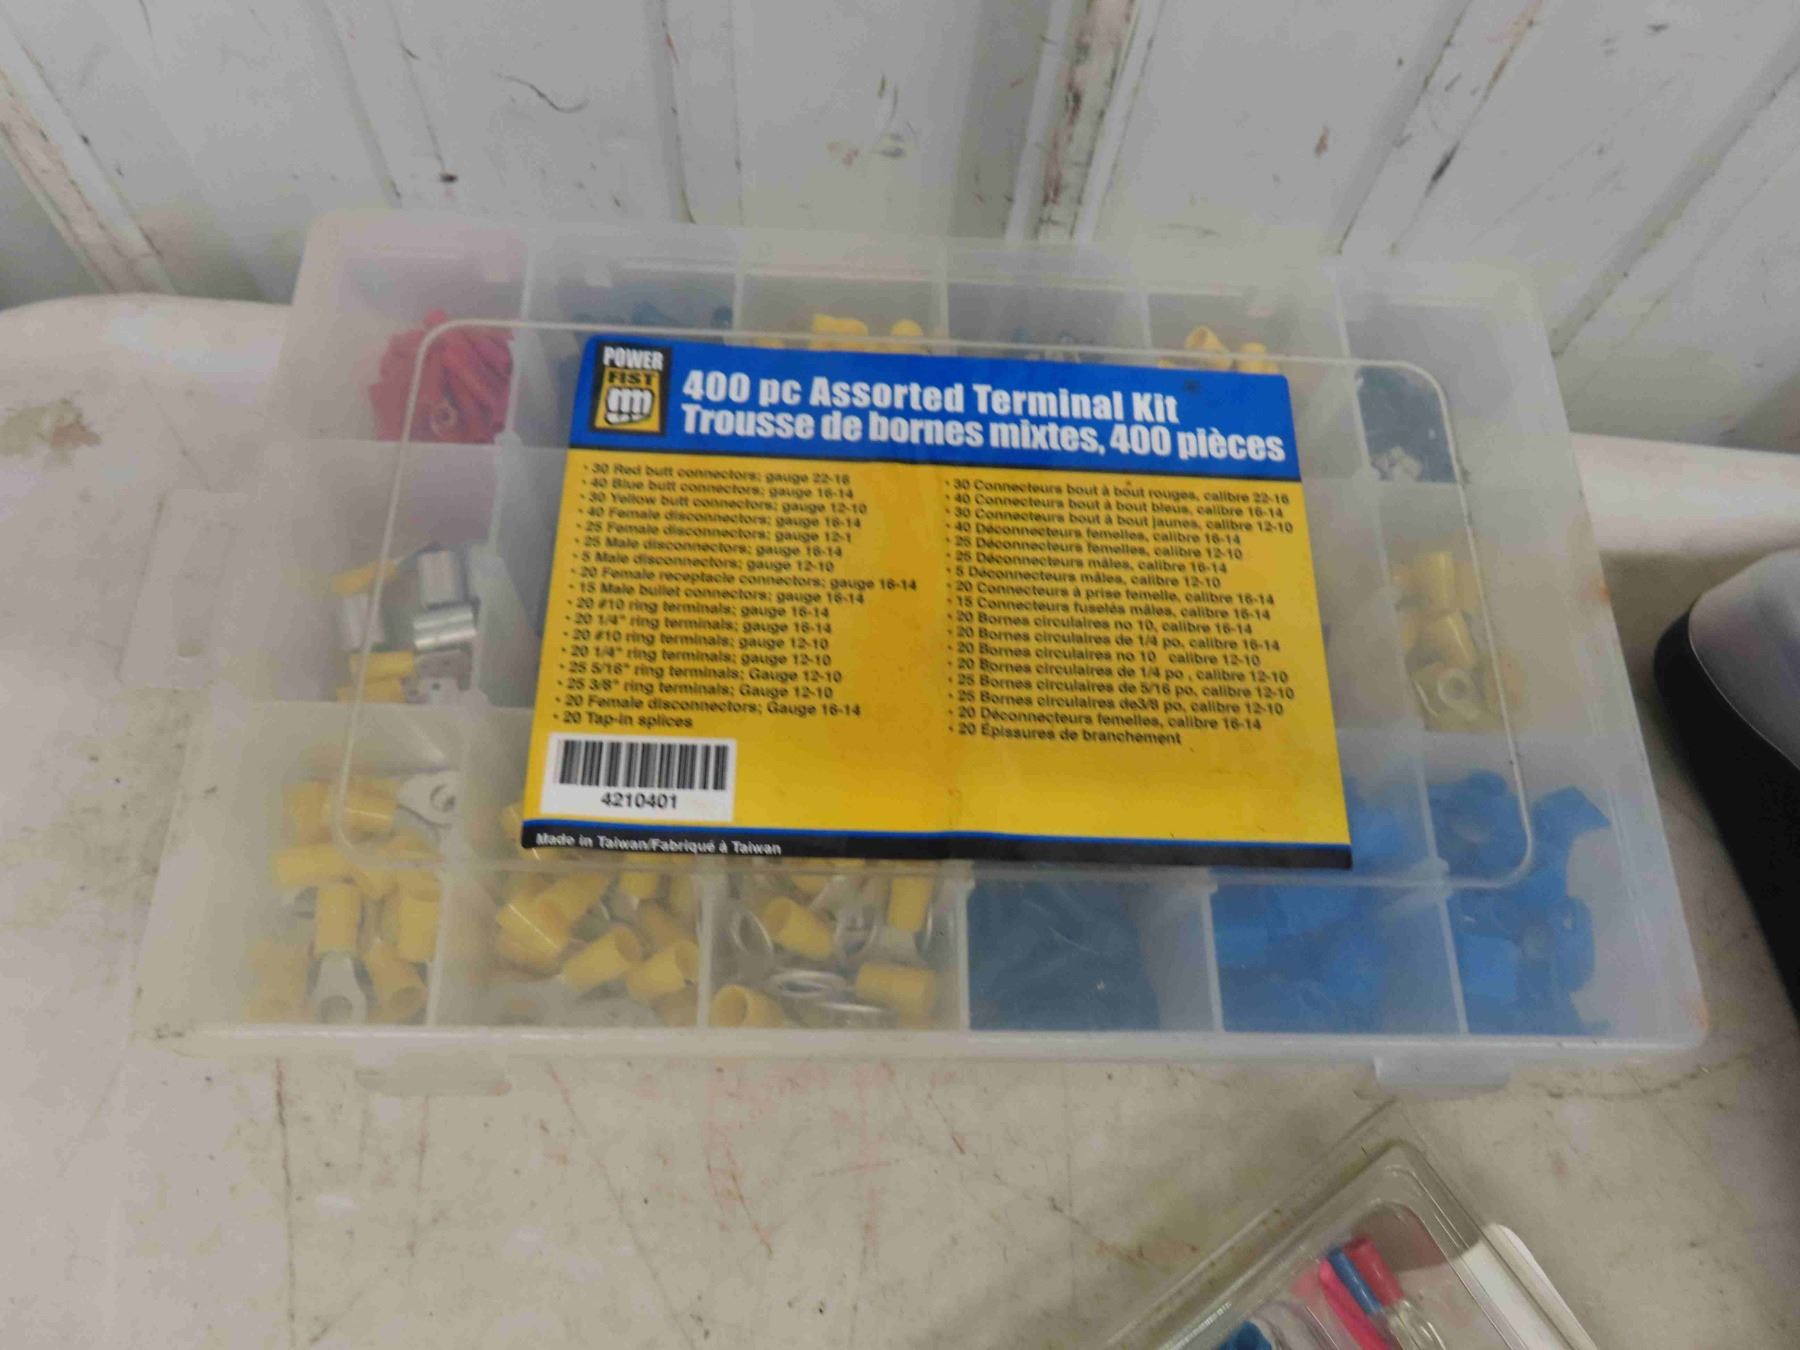 POWER
FIST
400 pc Assorted Terminal Kit
Trousse de bornes mixtes, 400 pièces
• 30 Red butt connectors; gauge 22-16
• 40 Blue butt connectors; gauge 16-14
• 30 Yellow butt connectors; gauge 12-10
• 40 Female disconnectors; gauge 16-14
• 25 Female disconnectors; gauge 12-1
• 25 Male disconnectors; gauge 16-14
• 5 Male disconnectors; gauge 12-10
• 20 Female receptacle connectors; gauge 16-14
• 15 Male bullet connectors; gauge 16-14
• 20 #10 ring terminals; gauge 16-14
• 20 1/4" ring terminals; gauge 16-14
• 20 #10 ring terminals; gauge 12-10
• 20 1/4" ring terminals; gauge 12-10
• 25 5/16" ring terminals; Gauge 12-10
• 25 3/8" ring terminals; Gauge 12-10
• 20 Female disconnectors; Gauge 16-14
• 20 Tap-in splices
• 30 Connecteurs bout à bout rouges, calibre 22-16
• 40 Connecteurs bout à bout bleus, calibre 16-14
• 30 Connecteurs bout à bout jaunes, calibre 12-10
• 40 Déconnecteurs femelles, calibre 16-14
• 25 Déconnecteurs femelles, calibre 12-10
• 25 Déconnecteurs mâles, calibre 16-14
• 5 Déconnecteurs mâles, calibre 12-10
• 20 Connecteurs à prise femelle, calibre 16-14
• 15 Connecteurs fuselés mâles, calibre 16-14
• 20 Bornes circulaires no 10, calibre 16-14
• 20 Bornes circulaires de 1/4 po, calibre 16-14
• 20 Bornes circulaires no 10 calibre 12-10
• 20 Bornes circulaires de 1/4 po , calibre 12-10
• 25 Bornes circulaires de 5/16 po, calibre 12-10
• 25 Bornes circulaires de3/8 po, calibre 12-10
• 20 Déconnecteurs femelles, calibre 16-14
• 20 Épissures de branchement
4210401
Made in Taiwan/Fabriqué à Taiwan